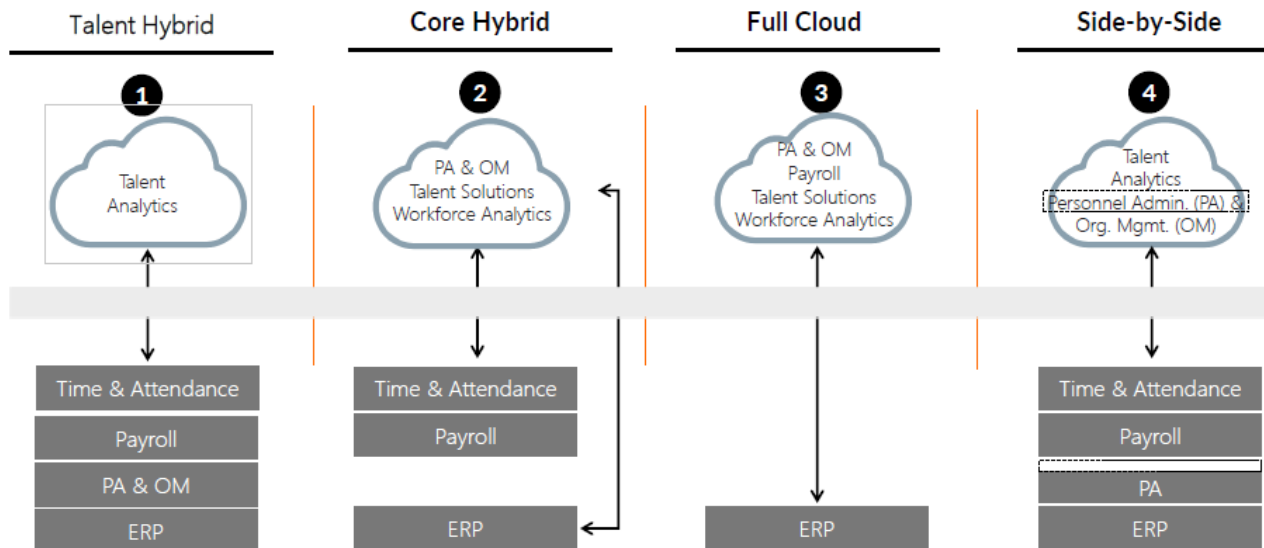 Talent Hybrid
Core Hybrid
Full Cloud
Side-by-Side
1
2
3
4
Talent
Analytics
PA & OM
Talent Solutions
Workforce Analytics
PA & OM
Payroll
Talent Solutions
Workforce Analytics
Talent
Analytics
Personnel Admin. (PA) &
Org. Mgmt. (OM)
Time & Attendance
Payroll
PA & OM
ERP
Time & Attendance
Payroll
ERP
ERP
Time & Attendance
Payroll
PA
ERP